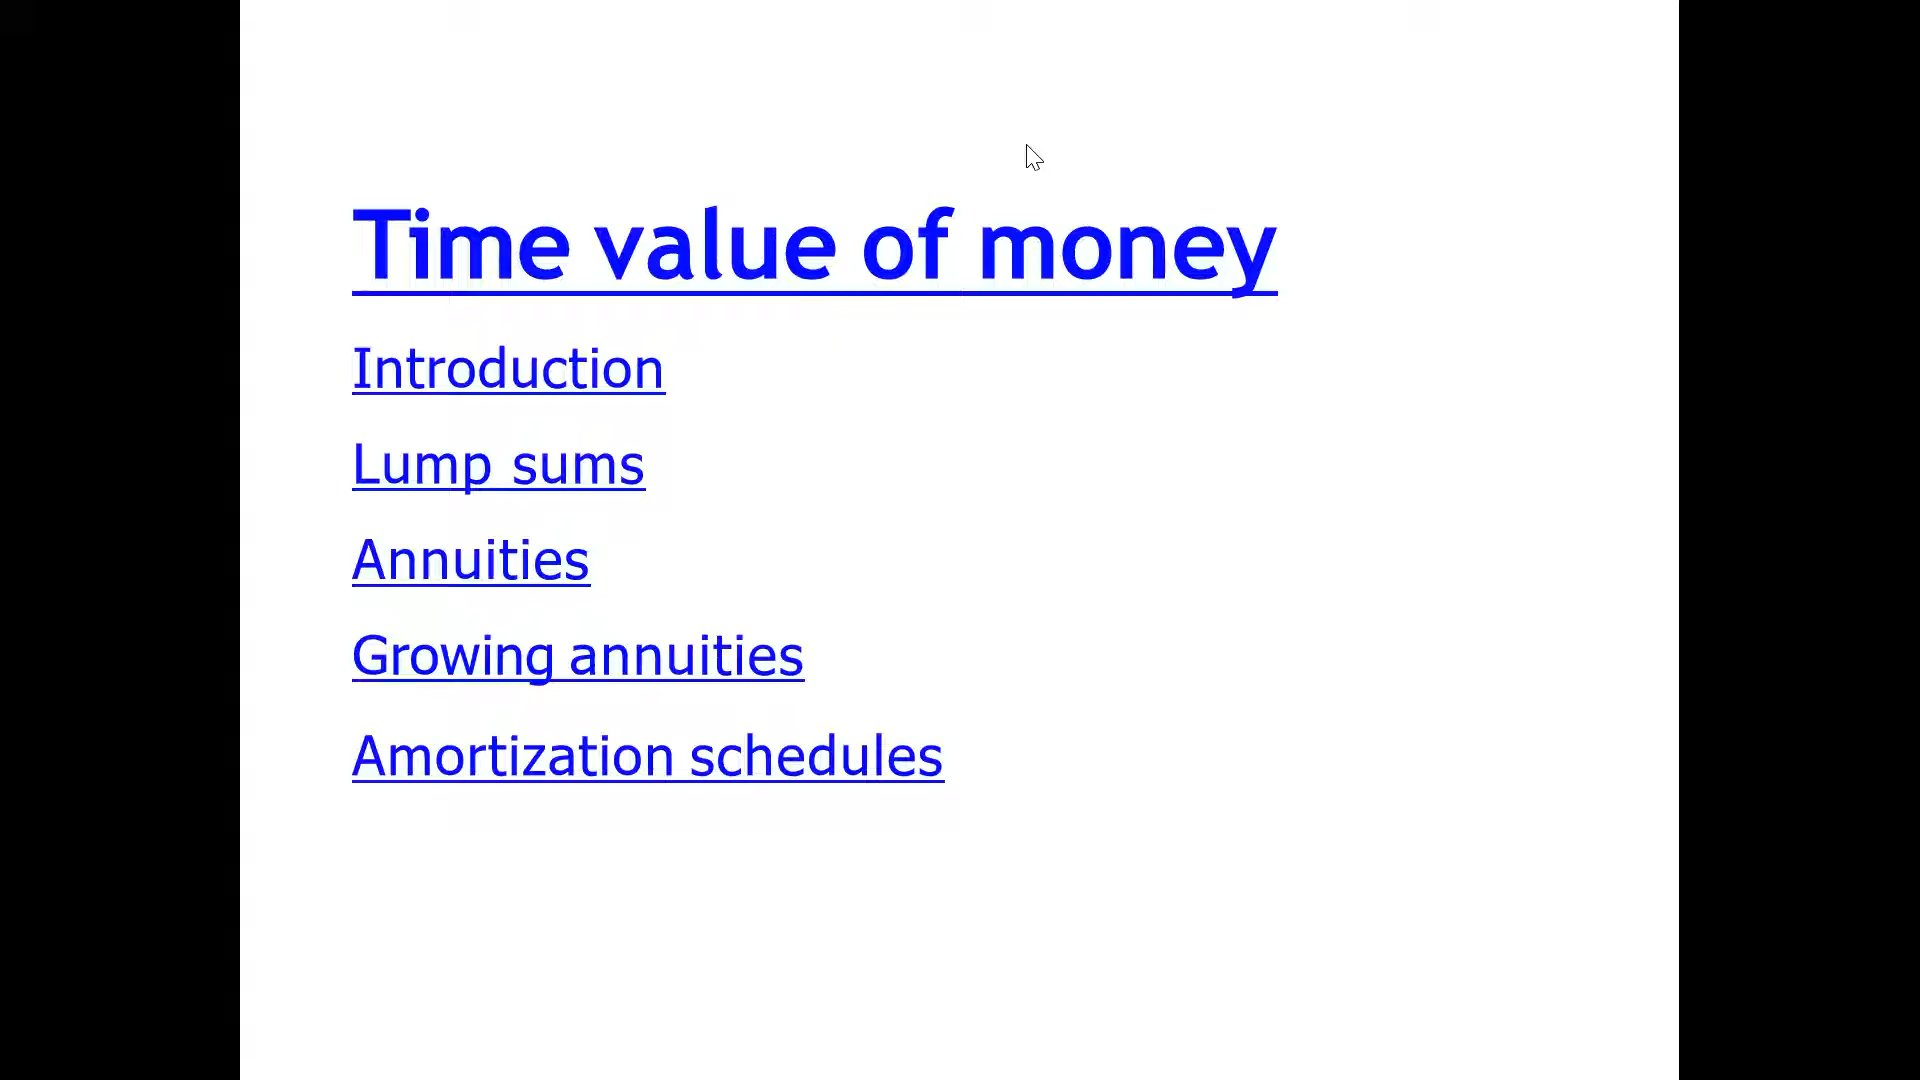 Time value of money
Introduction
Lump sums
Annuities
Growing annuities
Amortization schedules